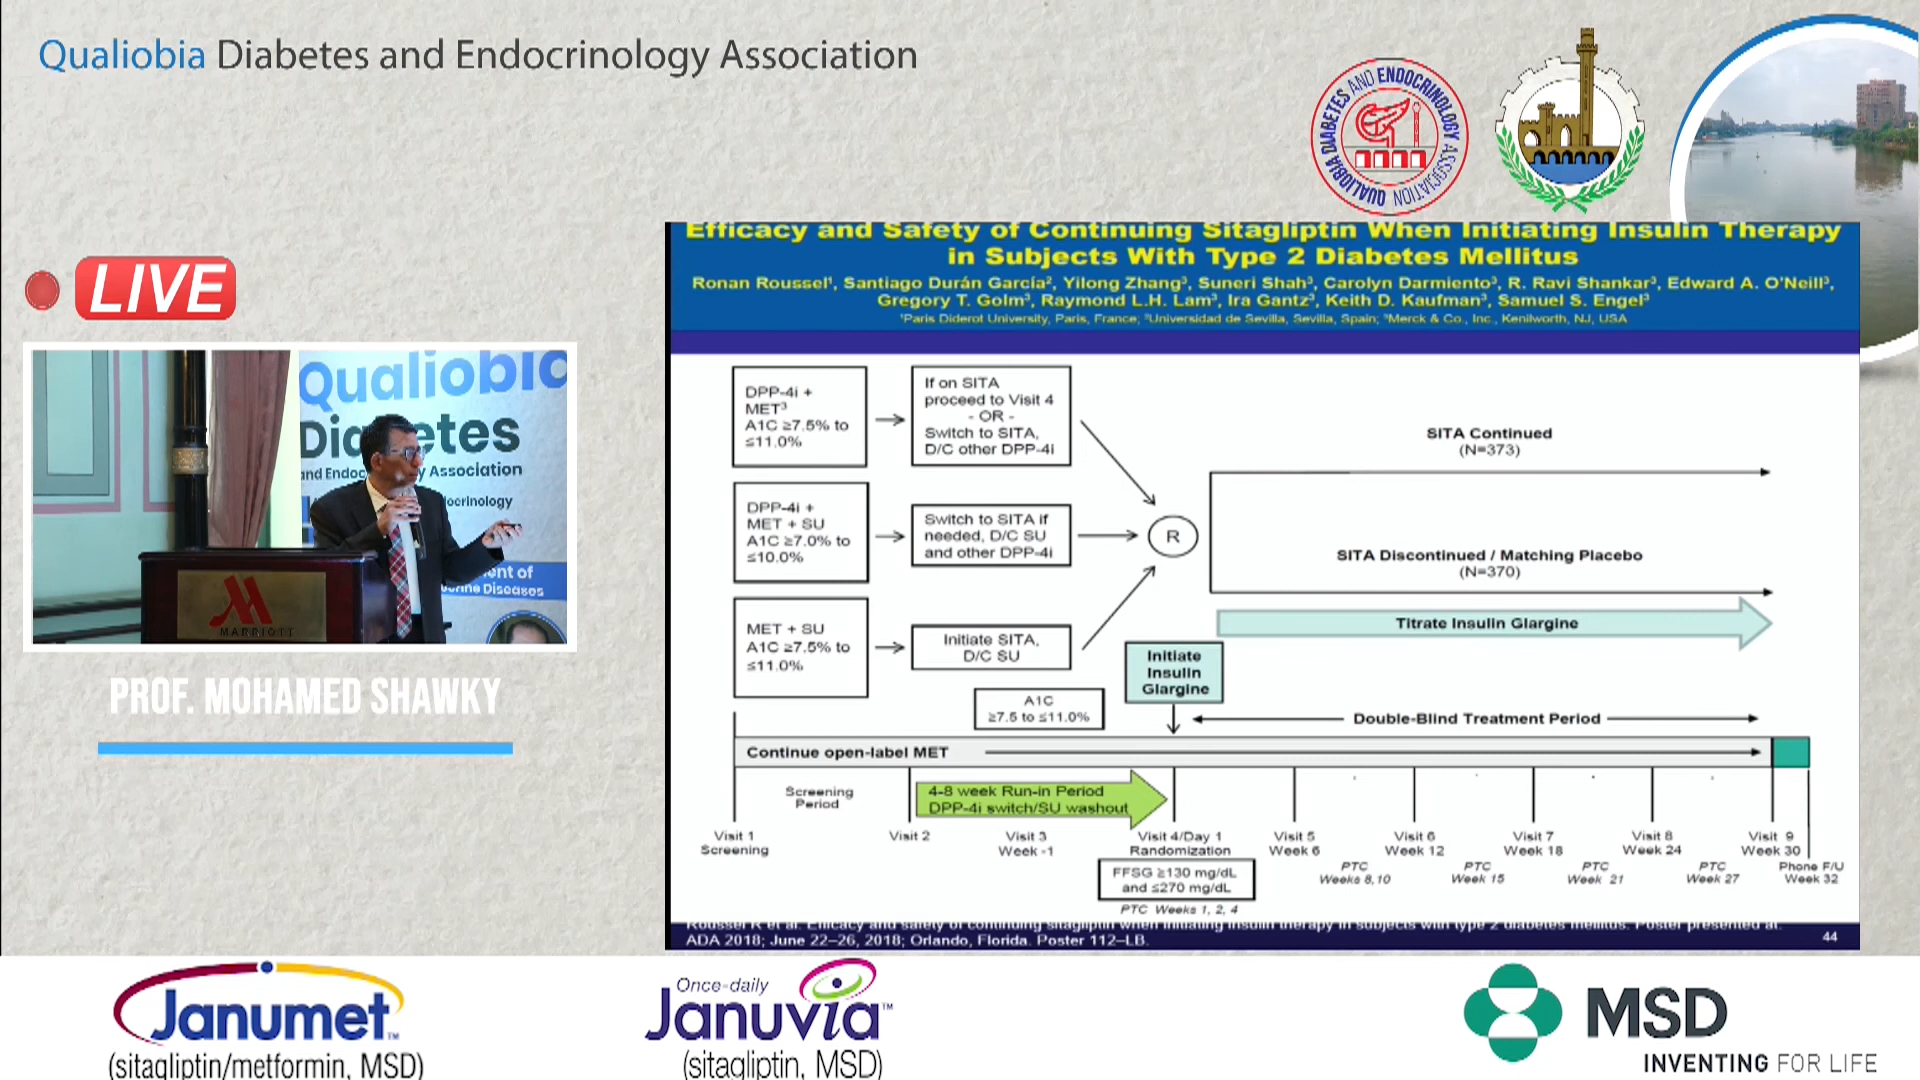 Qualiobia Diabetes and Endocrinology Association
QUALIOBIA DIABETES AND ENDOCRINOLOGY ASSOCIATION
LIVE
Qualiobia
Diabetes
and Endoc y Association
docrinology
ent of
Diseases
MARRIOTT
PROF. MOHAMED SHAWKY
Efficacy and Safety of Continuing Sitagliptin When Initiating Insulin Therapy
in Subjects With Type 2 Diabetes Mellitus
Ronan Roussel¹, Santiago Durán García², Yilong Zhang³, Suneri Shah³, Carolyn Darmiento³, R. Ravi Shankar³, Edward A. O'Neill³,
Gregory T. Golm³, Raymond L.H. Lam³, Ira Gantz³, Keith D. Kaufman³, Samuel S. Engel³
¹Paris Diderot University, Paris, France; ²Universidad de Sevilla, Sevilla, Spain; ³Merck & Co., Inc., Kenilworth, NJ, USA
DPP-4i +
MET³
A1C ≥7.5% to
≤11.0%
If on SITA
proceed to Visit 4
- OR -
Switch to SITA,
D/C other DPP-4i
SITA Continued
(N=373)
DPP-4i +
MET + SU
A1C ≥7.0% to
≤10.0%
Switch to SITA if
needed, D/C SU
and other DPP-4i
R
SITA Discontinued / Matching Placebo
(N=370)
Titrate Insulin Glargine
MET + SU
A1C ≥7.5% to
≤11.0%
Initiate SITA,
D/C SU
Initiate
Insulin
Glargine
A1C
≥7.5 to ≤11.0%
Double-Blind Treatment Period
Continue open-label MET
Screening
Period
4-8 week Run-in Period
DPP-4i switch/SU washout
Visit 1
Screening
Visit 2
Visit 3
Week -1
Visit 4/Day 1
Randomization
Visit 5
Week 6
Visit 6
Week 12
Visit 7
Week 18
Visit 8
Week 24
Visit 9
Week 30
PTC
Weeks 8,10
PTC
Week 15
PTC
Week 21
PTC
Week 27
Phone F/U
Week 32
FFSG ≥130 mg/dL
and ≤270 mg/dL
PTC Weeks 1, 2, 4
Roussel R et al. Efficacy and safety of continuing sitagliptin when initiating insulin therapy in subjects with type 2 diabetes mellitus. Poster presented at:
ADA 2018; June 22–26, 2018; Orlando, Florida. Poster 112–LB.
44
Janumet™
(sitagliptin/metformin, MSD)
Once-daily
Januvia™
(sitagliptin, MSD)
MSD
INVENTING FOR LIFE